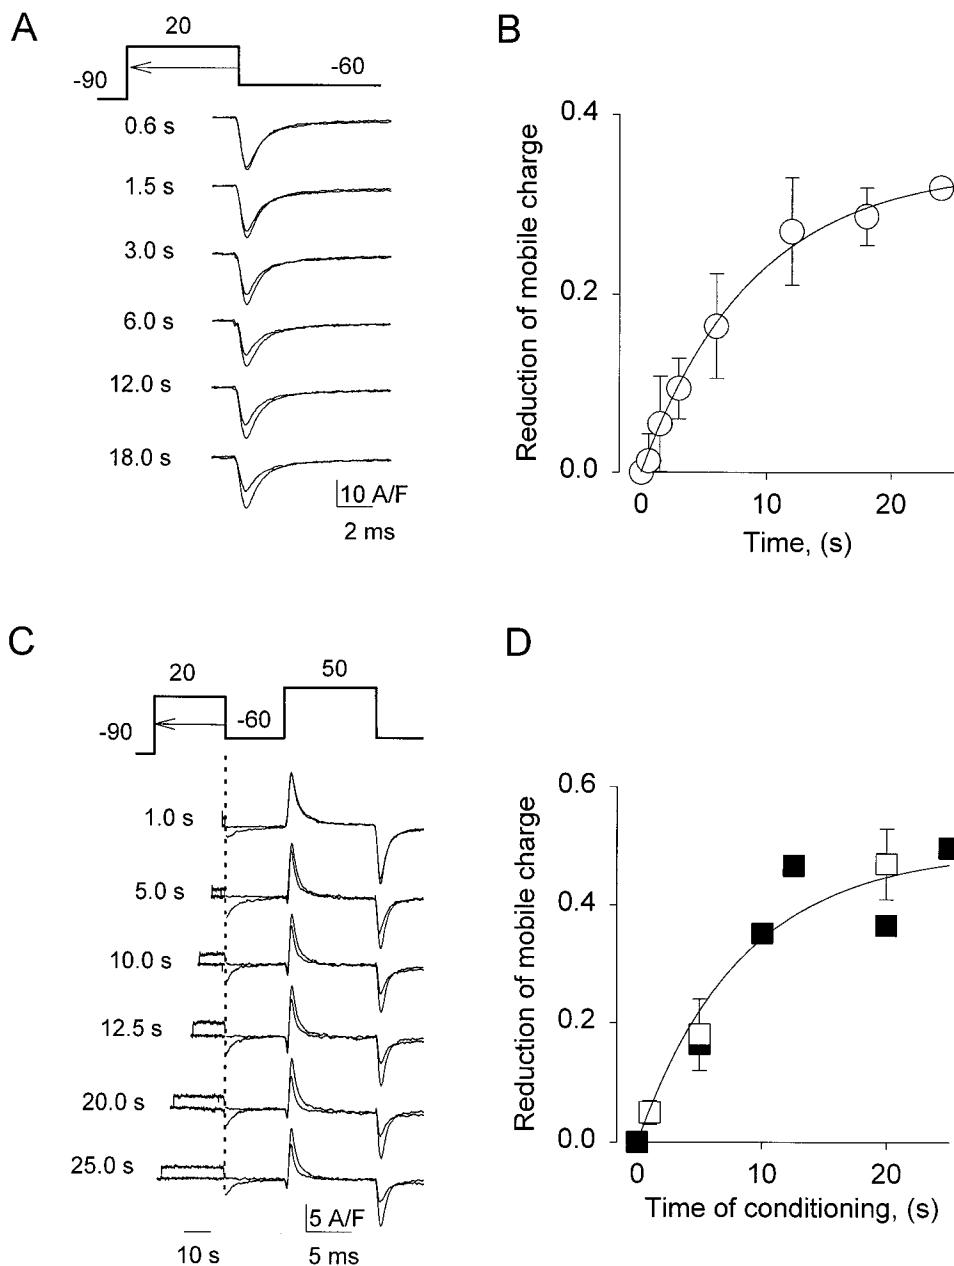 A
20
-90
-60
0.6 s
1.5 s
3.0 s
6.0 s
12.0 s
18.0 s
10 A/F
2 ms
B
Reduction of mobile charge
0.4
0.2
0.0
0
10
20
Time, (s)
C
20
50
-90
-60
1.0 s
5.0 s
10.0 s
12.5 s
20.0 s
25.0 s
10 s
5 A/F
5 ms
D
Reduction of mobile charge
0.6
0.4
0.2
0.0
0
10
20
Time of conditioning, (s)